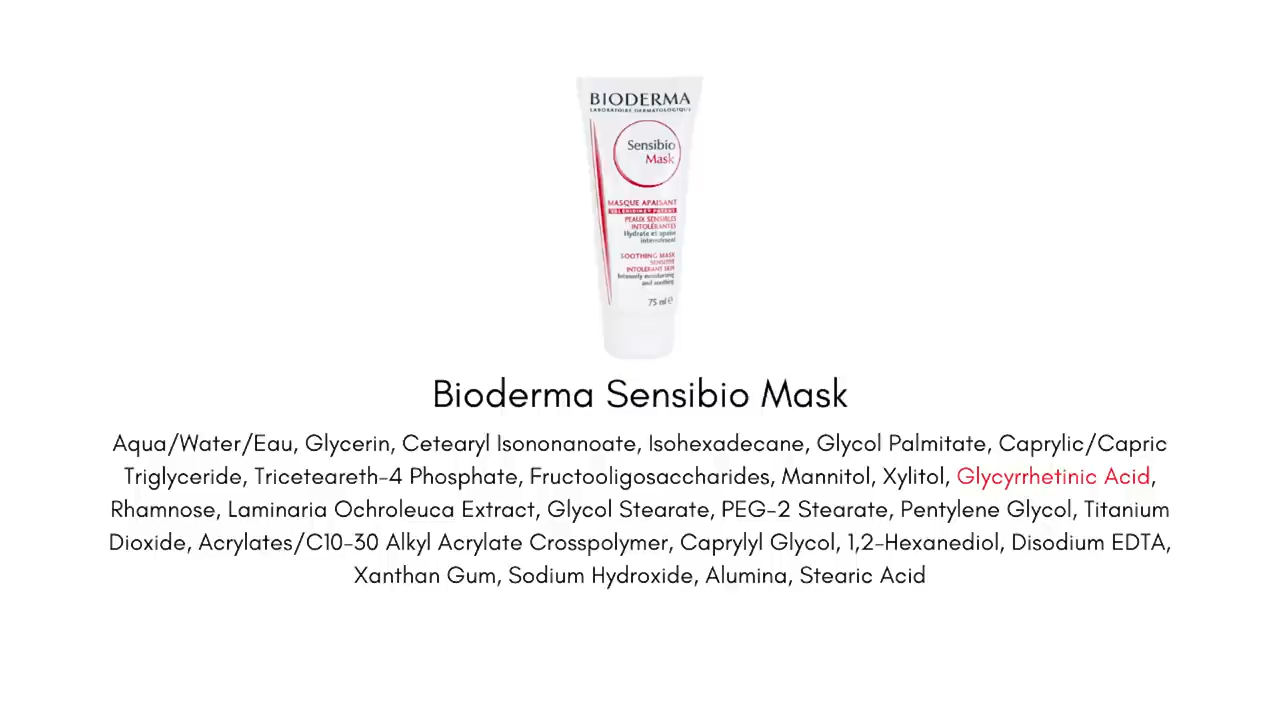 BIODERMA
LABORATOIRE DERMATOLOGIQUE
Sensibio
Mask
MASQUE APAISANT
PEAUX SENSIBLES
INTOLÉRANTES
Hydrate et apaise
intensément
SOOTHING MASK
SENSITIVE
INTOLERANT SKIN
Intensely moisturizing
and soothing
75 ml e
Bioderma Sensibio Mask
Aqua/Water/Eau, Glycerin, Cetearyl Isononanoate, Isohexadecane, Glycol Palmitate, Caprylic/Capric
Triglyceride, Triceteareth-4 Phosphate, Fructooligosaccharides, Mannitol, Xylitol, Glycyrrhetinic Acid,
Rhamnose, Laminaria Ochroleuca Extract, Glycol Stearate, PEG-2 Stearate, Pentylene Glycol, Titanium
Dioxide, Acrylates/C10-30 Alkyl Acrylate Crosspolymer, Caprylyl Glycol, 1,2-Hexanediol, Disodium EDTA,
Xanthan Gum, Sodium Hydroxide, Alumina, Stearic Acid